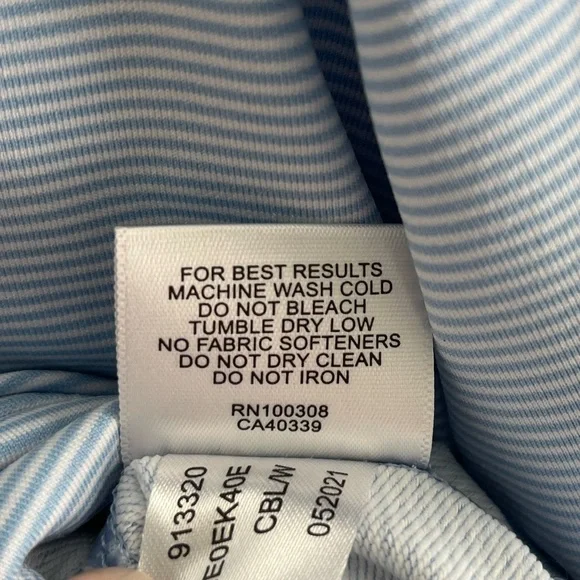 FOR BEST RESULTS
MACHINE WASH COLD
DO NOT BLEACH
TUMBLE DRY LOW
NO FABRIC SOFTENERS
DO NOT DRY CLEAN
DO NOT IRON
RN100308
CA40339
913320
E0EK40E
CBL/W
052021